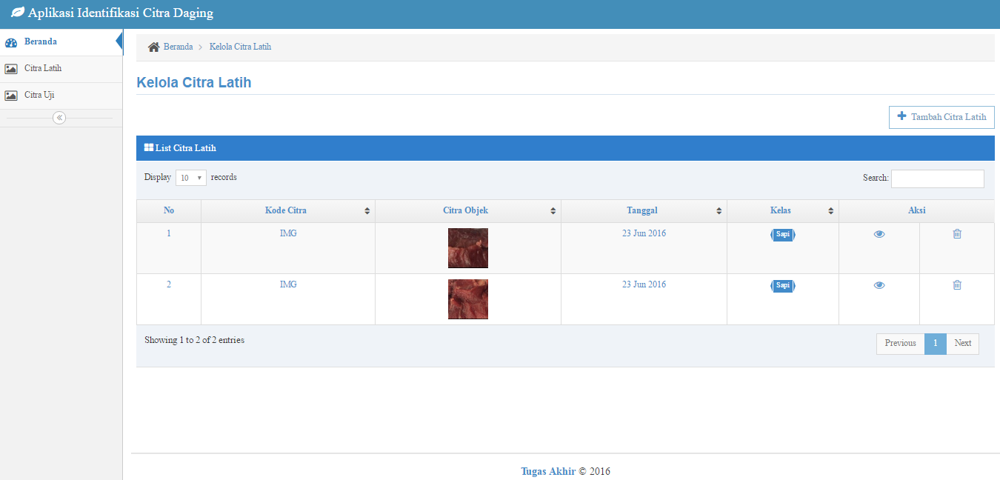 Aplikasi Identifikasi Citra Daging
Beranda
Citra Latih
Citra Uji
Beranda > Kelola Citra Latih
Kelola Citra Latih
Tambah Citra Latih
List Citra Latih
Display 10 records Search:
No Kode Citra Citra Objek Tanggal Kelas Aksi
1 IMG 23 Jun 2016 Sapi
2 IMG 23 Jun 2016 Sapi
Showing 1 to 2 of 2 entries Previous 1 Next
Tugas Akhir © 2016